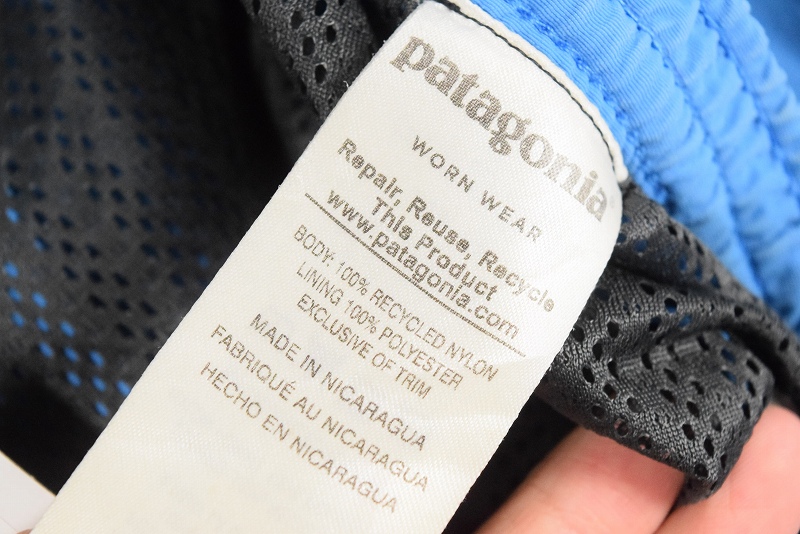 patagonia®
WORN WEAR
Repair, Reuse, Recycle
This Product
www.patagonia.com
BODY: 100% RECYCLED NYLON
LINING 100% POLYESTER
EXCLUSIVE OF TRIM
MADE IN NICARAGUA
FABRIQUÉ AU NICARAGUA
HECHO EN NICARAGUA